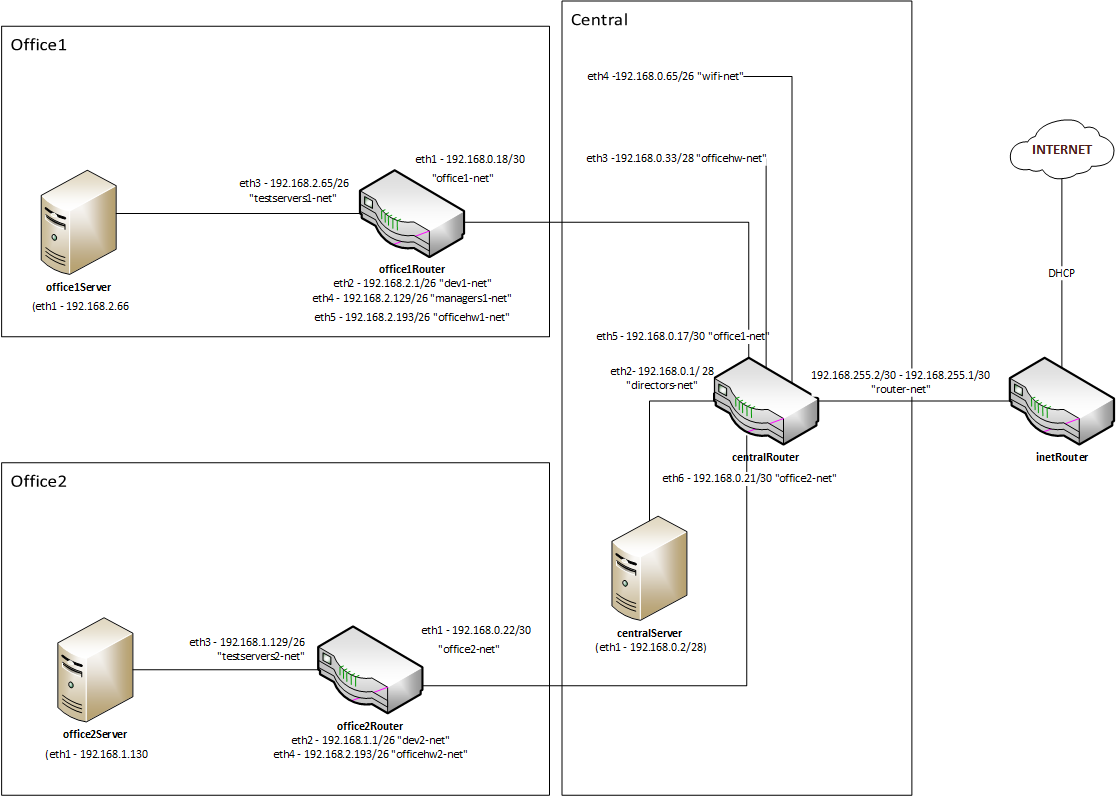 Office1
eth1 - 192.168.0.18/30
"office1-net"
eth3 - 192.168.2.65/26
"testservers1-net"
office1Server
(eth1 - 192.168.2.66
office1Router
eth2 - 192.168.2.1/26 "dev1-net"
eth4 - 192.168.2.129/26 "managers1-net"
eth5 - 192.168.2.193/26 "officehw1-net"
Central
eth4 -192.168.0.65/26 "wifi-net"
eth3 -192.168.0.33/28 "officehw-net"
eth5 - 192.168.0.17/30 "office1-net"
eth2- 192.168.0.1/ 28
"directors-net"
centralRouter
eth6 - 192.168.0.21/30 "office2-net"
centralServer
(eth1 - 192.168.0.2/28)
192.168.255.2/30 - 192.168.255.1/30
"router-net"
INTERNET
DHCP
inetRouter
Office2
eth1 - 192.168.0.22/30
"office2-net"
eth3 - 192.168.1.129/26
"testservers2-net"
office2Server
(eth1 - 192.168.1.130
office2Router
eth2 - 192.168.1.1/26 "dev2-net"
eth4 - 192.168.2.193/26 "officehw2-net"